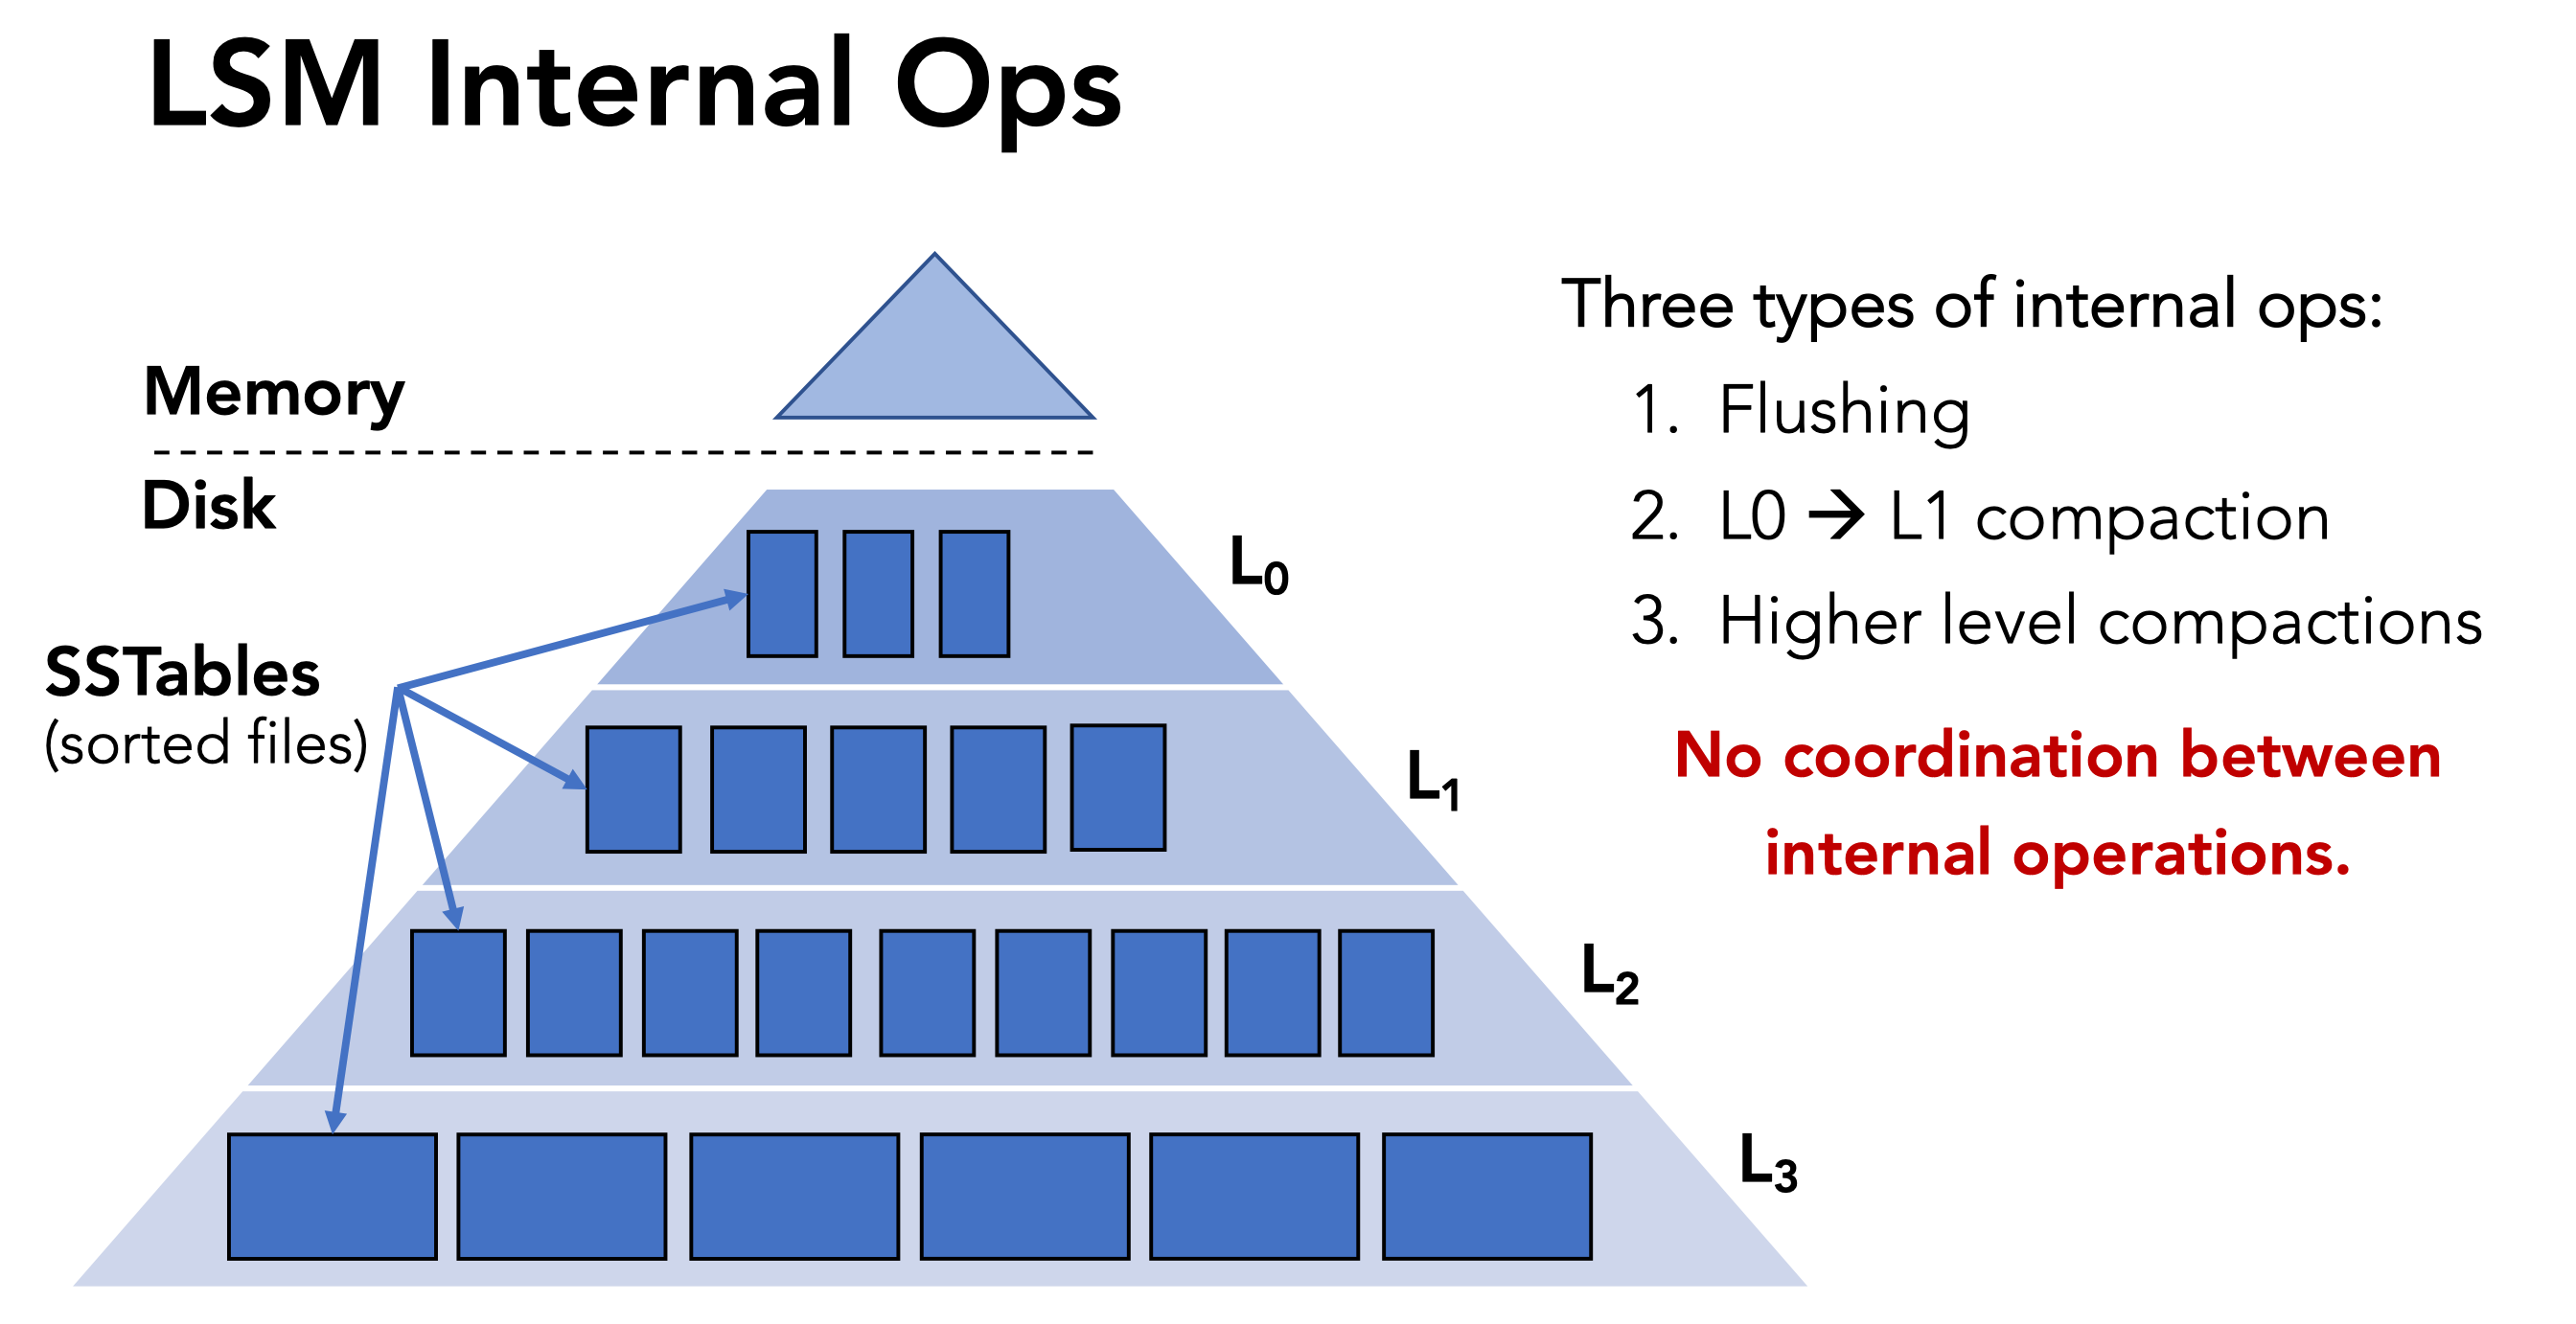 LSM Internal Ops
Memory
Disk
SSTables
(sorted files)
L0
L1
L2
L3
Three types of internal ops:
1. Flushing
2. L0 → L1 compaction
3. Higher level compactions
No coordination between
internal operations.